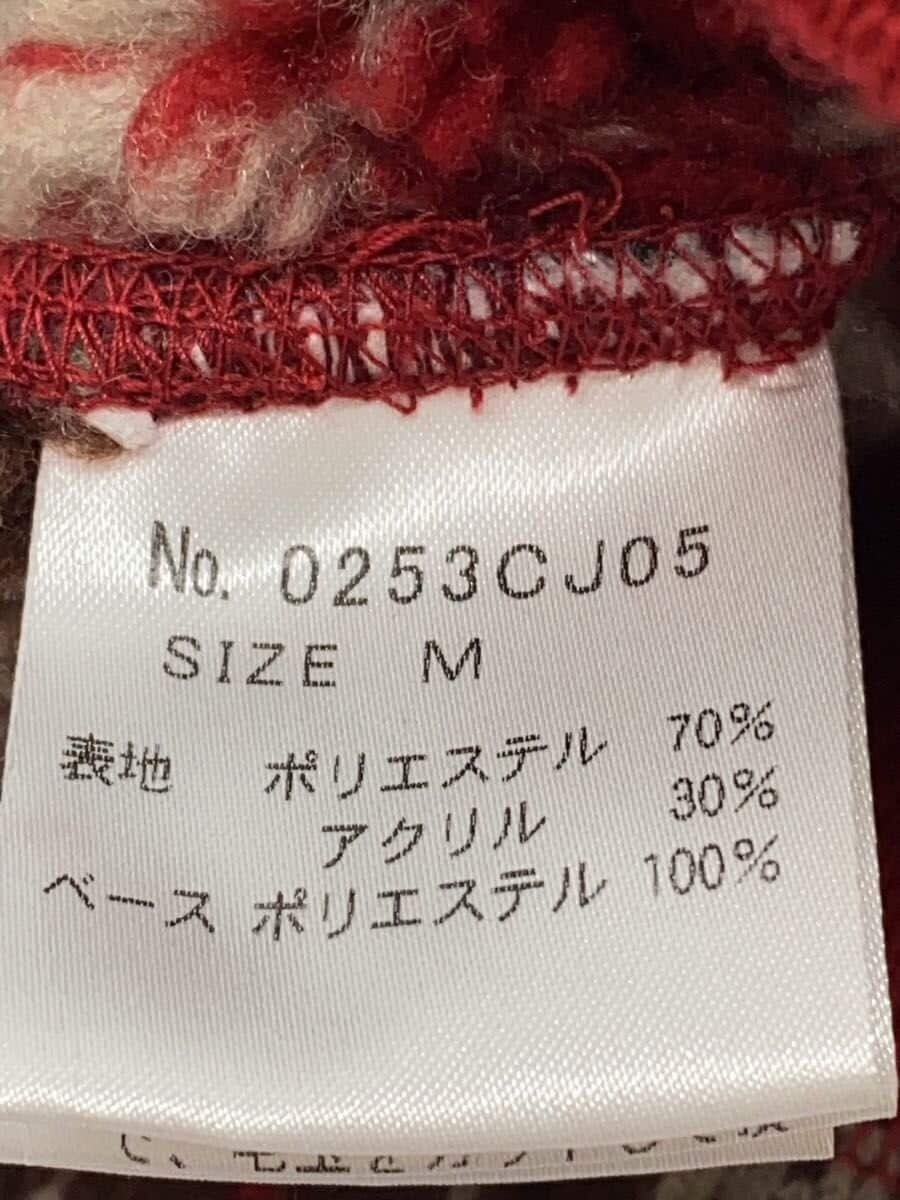 No. 0253CJ05
SIZE M
表地 ポリエステル 70%
アクリル 30%
ベース ポリエステル 100%